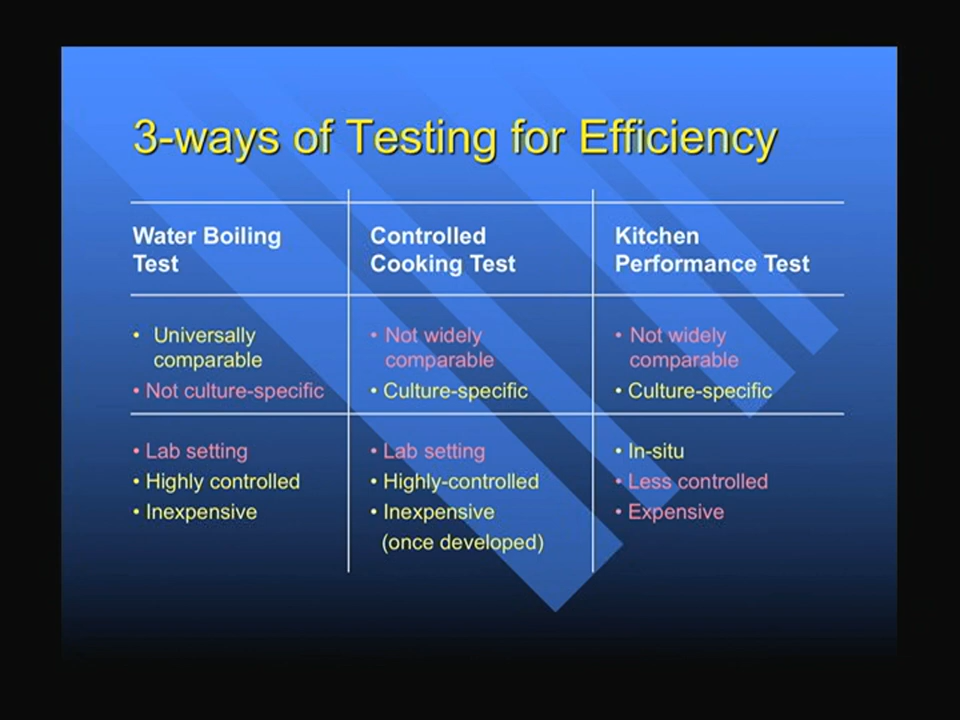 3-ways of Testing for Efficiency
Water Boiling
Test
Controlled
Cooking Test
Kitchen
Performance Test
• Universally
comparable
• Not culture-specific
• Not widely
comparable
• Culture-specific
• Not widely
comparable
• Culture-specific
• Lab setting
• Highly controlled
• Inexpensive
• Lab setting
• Highly-controlled
• Inexpensive
(once developed)
• In-situ
• Less controlled
• Expensive